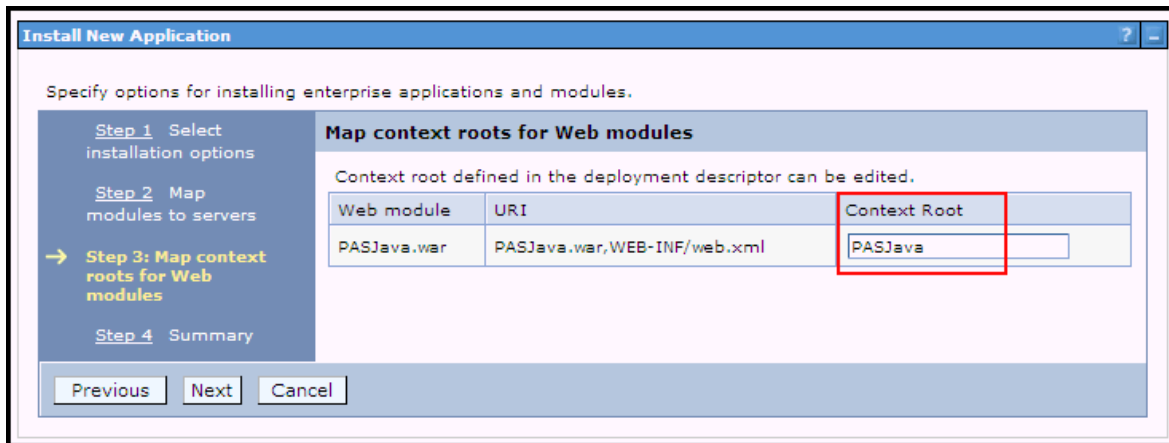 Install New Application
? –
Specify options for installing enterprise applications and modules.
Step 1 Select
installation options
Step 2 Map
modules to servers
Step 3: Map context
roots for Web
modules
Step 4 Summary
Map context roots for Web modules
Context root defined in the deployment descriptor can be edited.
Web module URI Context Root
PASJava.war PASJava.war,WEB-INF/web.xml PASJava
Previous Next Cancel